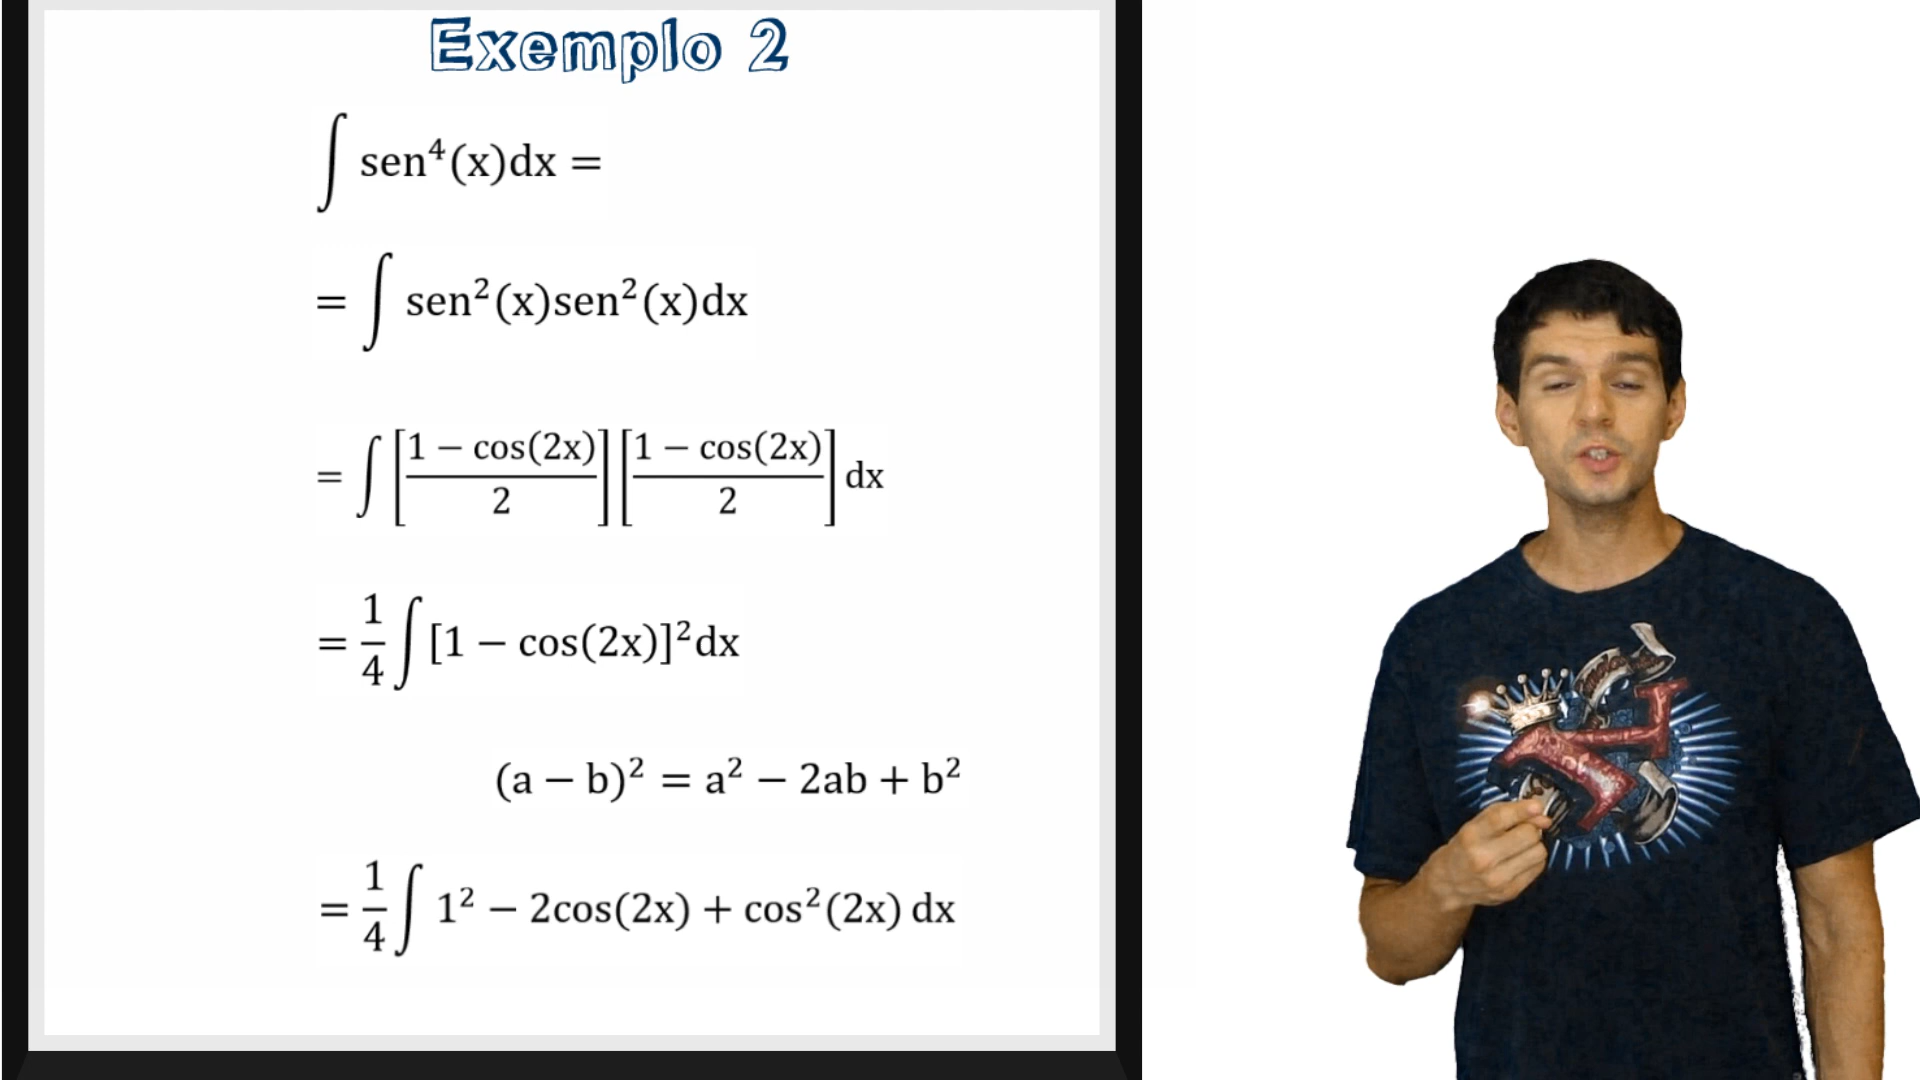 Exemplo 2
∫ sen⁴(x)dx =
= ∫ sen²(x)sen²(x)dx
= ∫ [1 − cos(2x)/2][1 − cos(2x)/2] dx
= 1/4 ∫ [1 − cos(2x)]²dx
(a − b)² = a² − 2ab + b²
= 1/4 ∫ 1² − 2cos(2x) + cos²(2x) dx